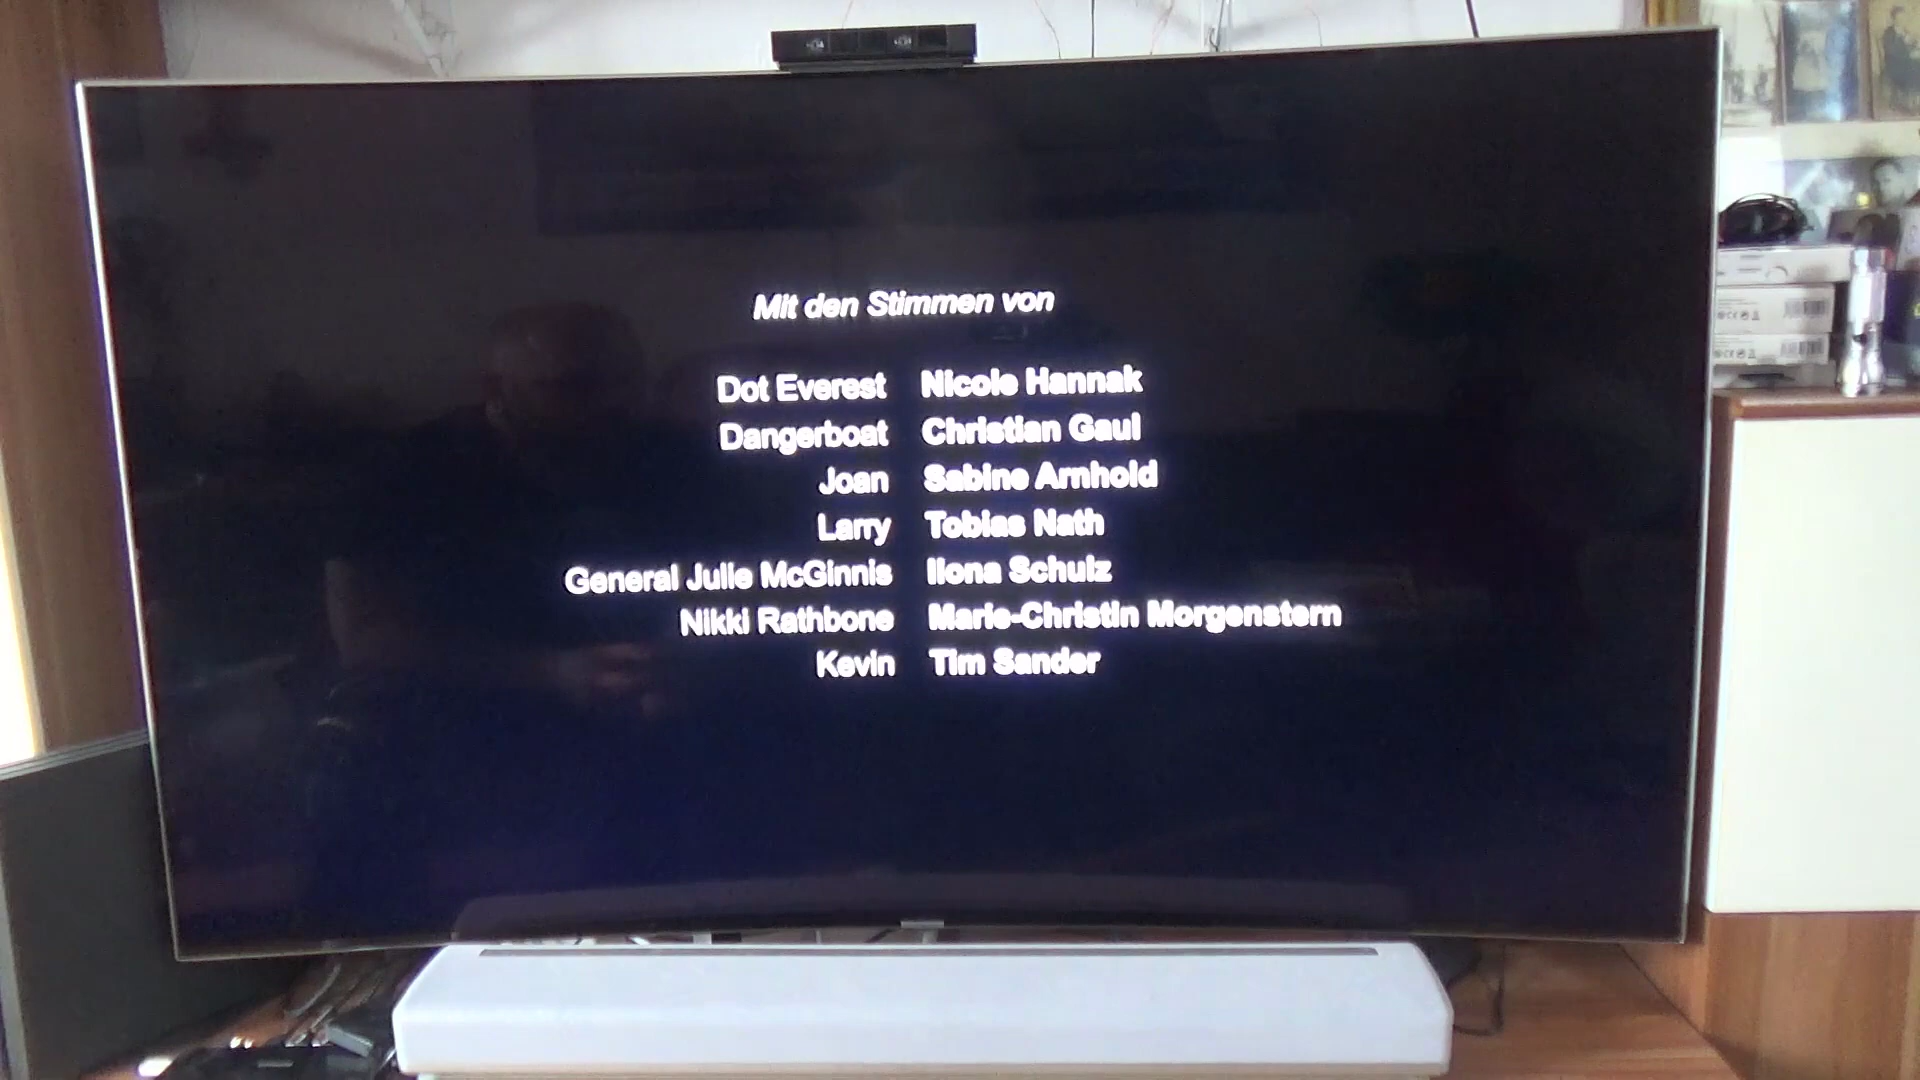 Mit den Stimmen von
Dot Everest Nicole Hannak
Dangerboat Christian Gaul
Joan Sabine Arnhold
Larry Tobias Nath
General Julie McGinnis Ilona Schulz
Nikki Rathbone Marie-Christin Morgenstern
Kevin Tim Sander